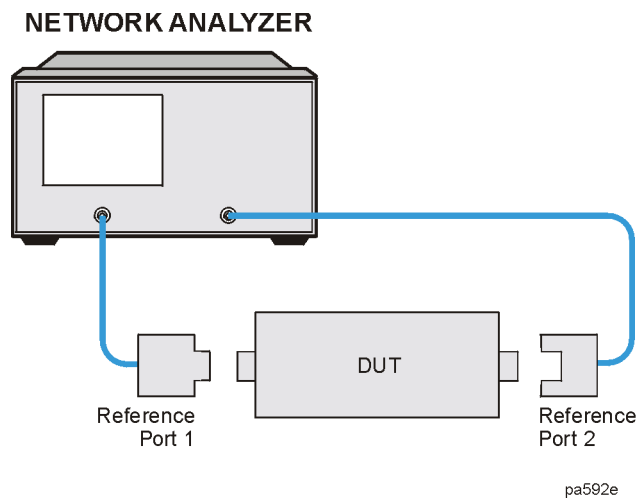 NETWORK ANALYZER
DUT
Reference
Port 1
Reference
Port 2
pa592e